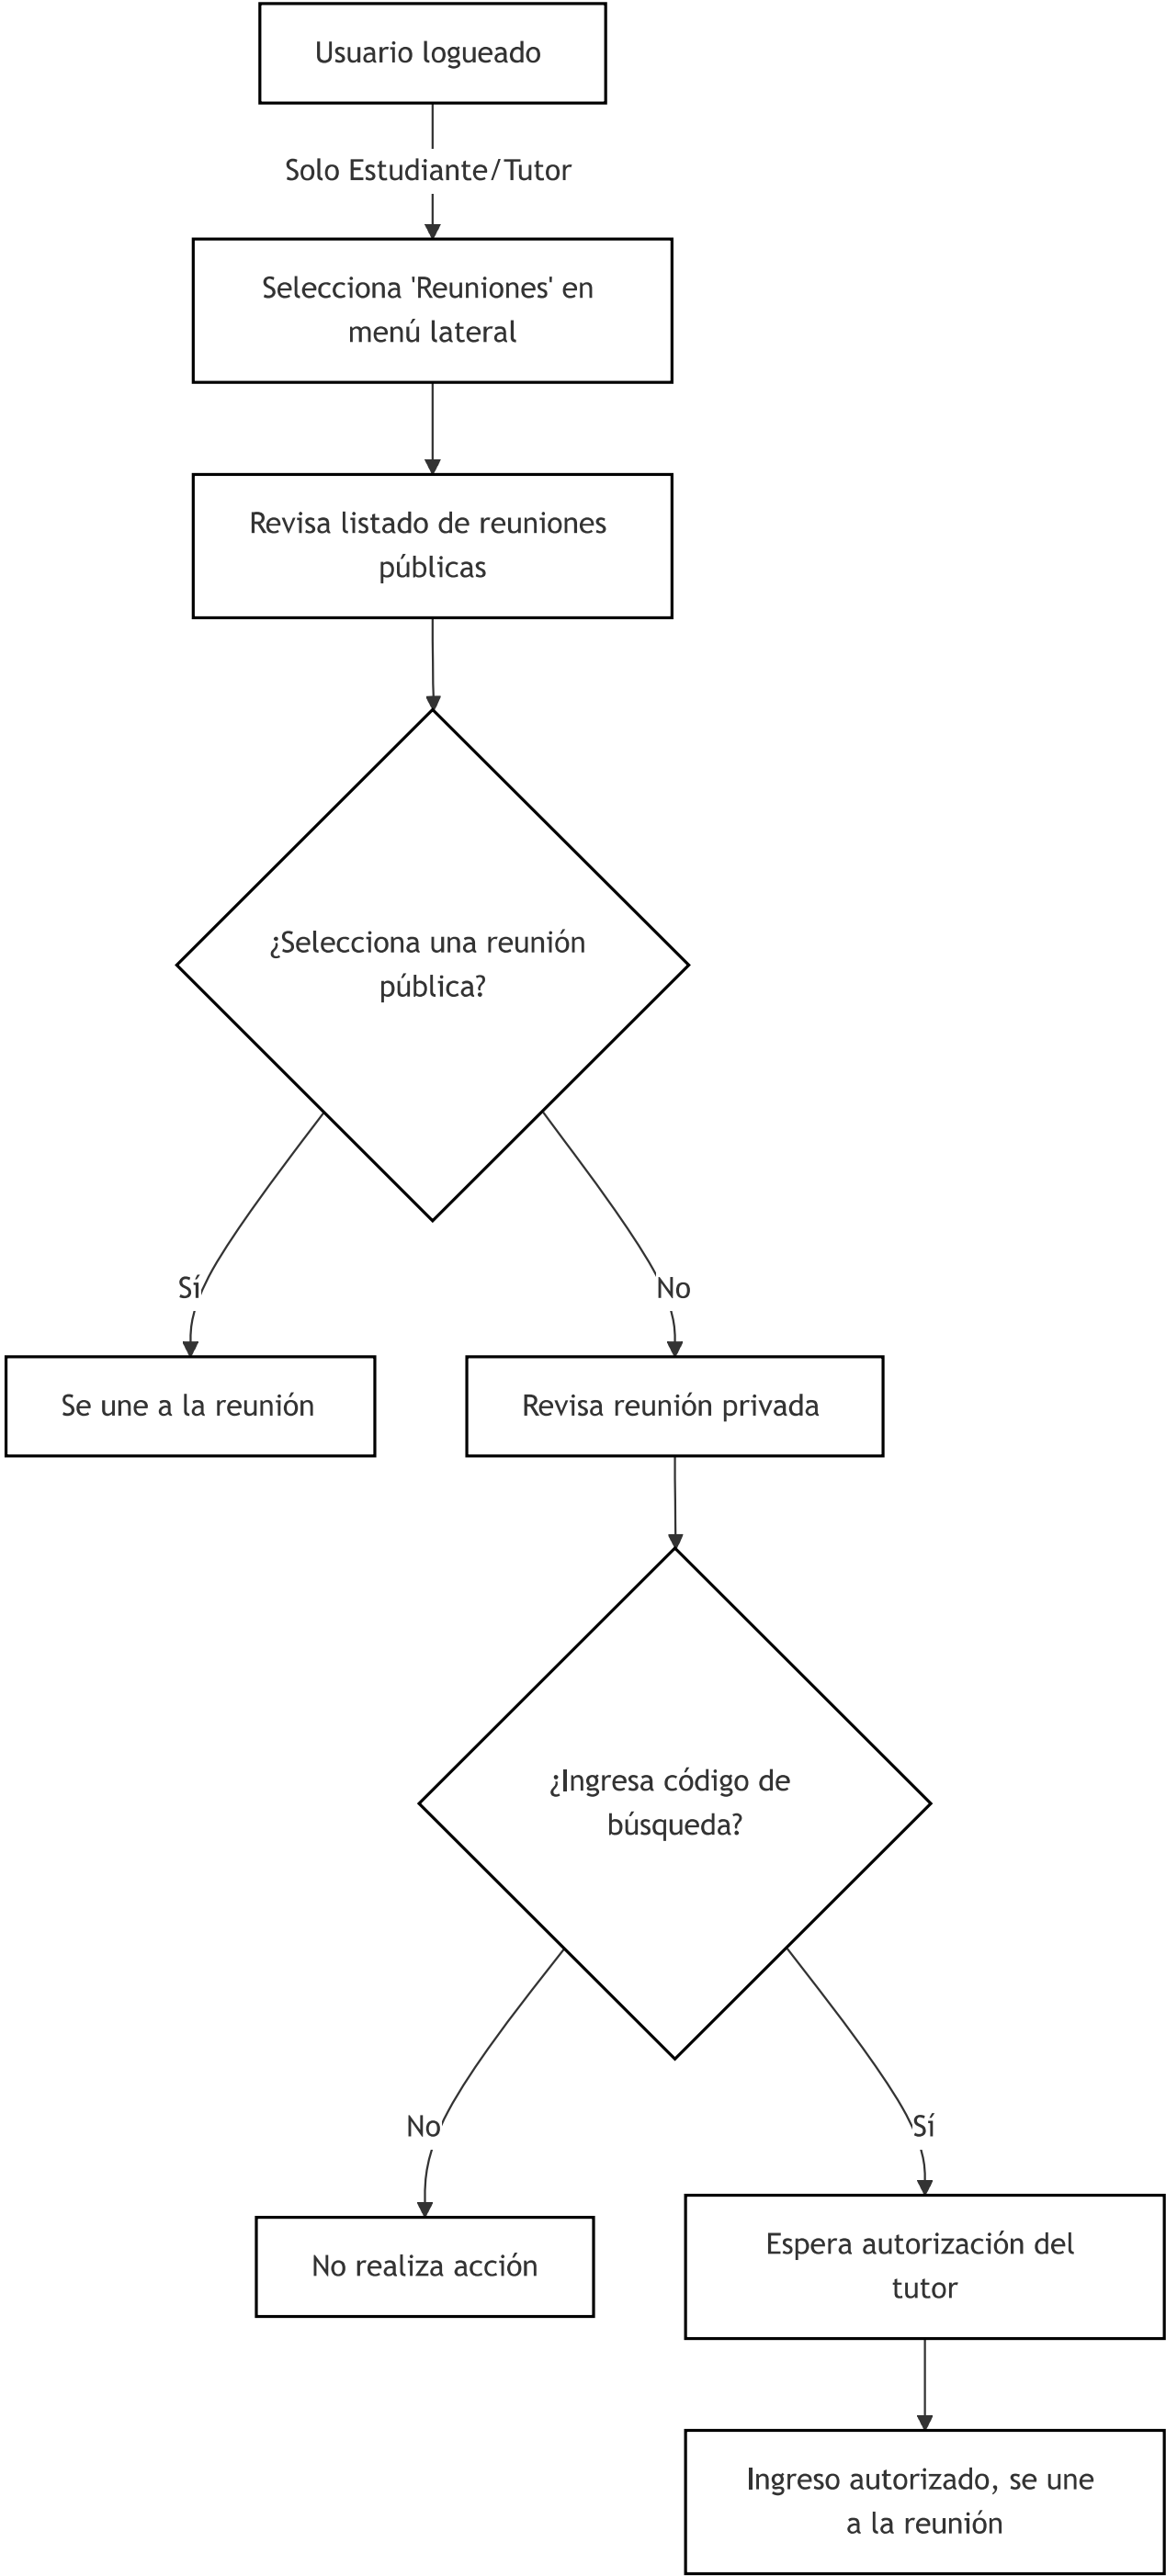 Usuario logueado
Solo Estudiante/Tutor
Selecciona 'Reuniones' en
menú lateral
Revisa listado de reuniones
públicas
¿Selecciona una reunión
pública?
Sí
No
Se une a la reunión
Revisa reunión privada
¿Ingresa código de
búsqueda?
No
Sí
No realiza acción
Espera autorización del
tutor
Ingreso autorizado, se une
a la reunión